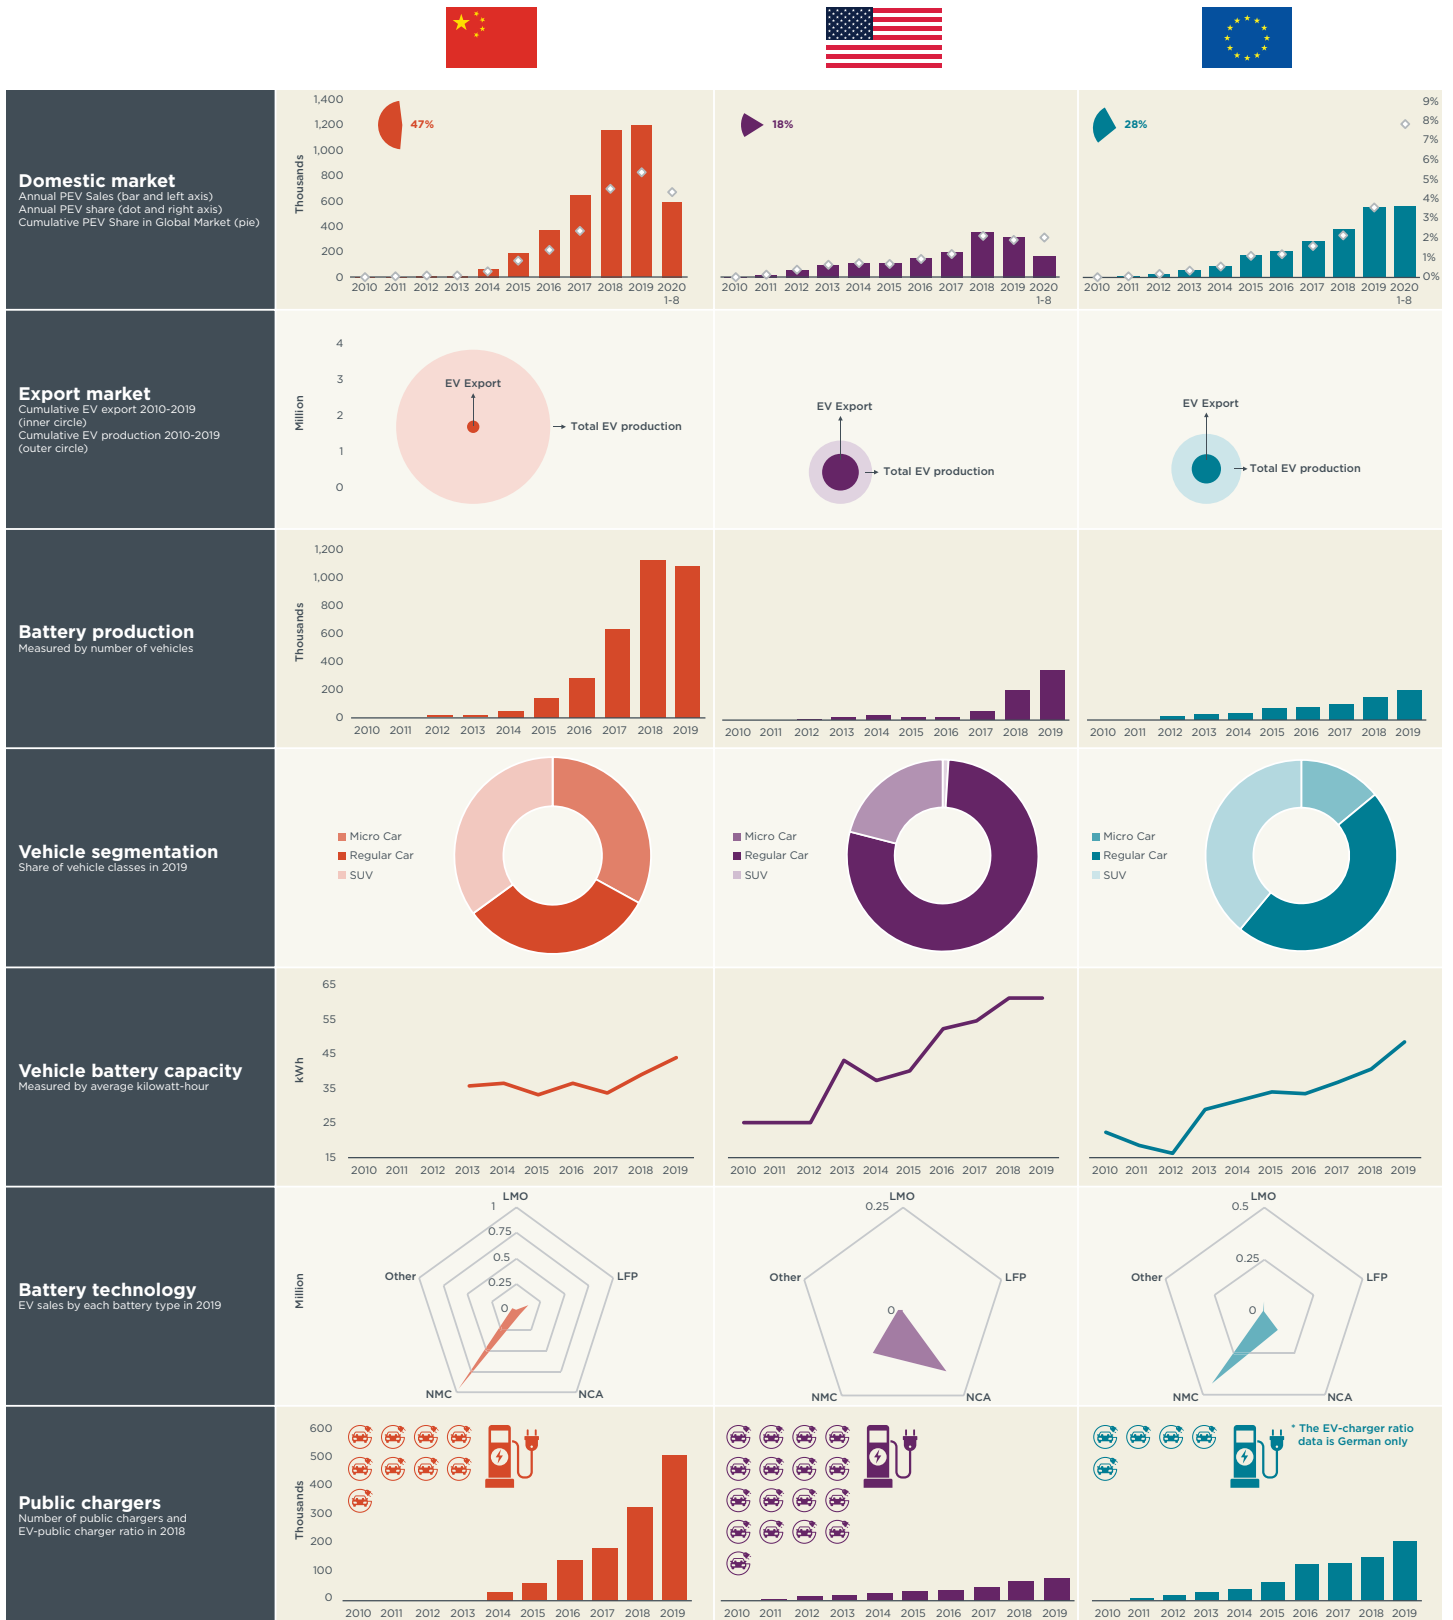 Domestic market
Annual PEV Sales (bar and left axis)
Annual PEV share (dot and right axis)
Cumulative PEV Share in Global Market (pie)
Thousands
1,400
1,200
1,000
800
600
400
200
0
47%
2010 2011 2012 2013 2014 2015 2016 2017 2018 2019 2020
1-8
18%
2010 2011 2012 2013 2014 2015 2016 2017 2018 2019 2020
1-8
28%
2010 2011 2012 2013 2014 2015 2016 2017 2018 2019 2020
1-8
9%
8%
7%
6%
5%
4%
3%
2%
1%
0%
Export market
Cumulative EV export 2010-2019
(inner circle)
Cumulative EV production 2010-2019
(outer circle)
Million
4
3
2
1
0
EV Export
Total EV production
EV Export
Total EV production
EV Export
Total EV production
Battery production
Measured by number of vehicles
Thousands
1,200
1,000
800
600
400
200
0
2010 2011 2012 2013 2014 2015 2016 2017 2018 2019
2010 2011 2012 2013 2014 2015 2016 2017 2018 2019
2010 2011 2012 2013 2014 2015 2016 2017 2018 2019
Vehicle segmentation
Share of vehicle classes in 2019
Micro Car
Regular Car
SUV
Micro Car
Regular Car
SUV
Micro Car
Regular Car
SUV
Vehicle battery capacity
Measured by average kilowatt-hour
kWh
65
55
45
35
25
15
2010 2011 2012 2013 2014 2015 2016 2017 2018 2019
2010 2011 2012 2013 2014 2015 2016 2017 2018 2019
2010 2011 2012 2013 2014 2015 2016 2017 2018 2019
Battery technology
EV sales by each battery type in 2019
Million
LMO
1
0.75
0.5
0.25
0
Other
LFP
NMC
NCA
LMO
0.25
0
Other
LFP
NMC
NCA
LMO
0.5
0.25
0
Other
LFP
NMC
NCA
Public chargers
Number of public chargers and
EV-public charger ratio in 2018
Thousands
600
500
400
300
200
100
0
2010 2011 2012 2013 2014 2015 2016 2017 2018 2019
2010 2011 2012 2013 2014 2015 2016 2017 2018 2019
* The EV-charger ratio
data is German only
2010 2011 2012 2013 2014 2015 2016 2017 2018 2019